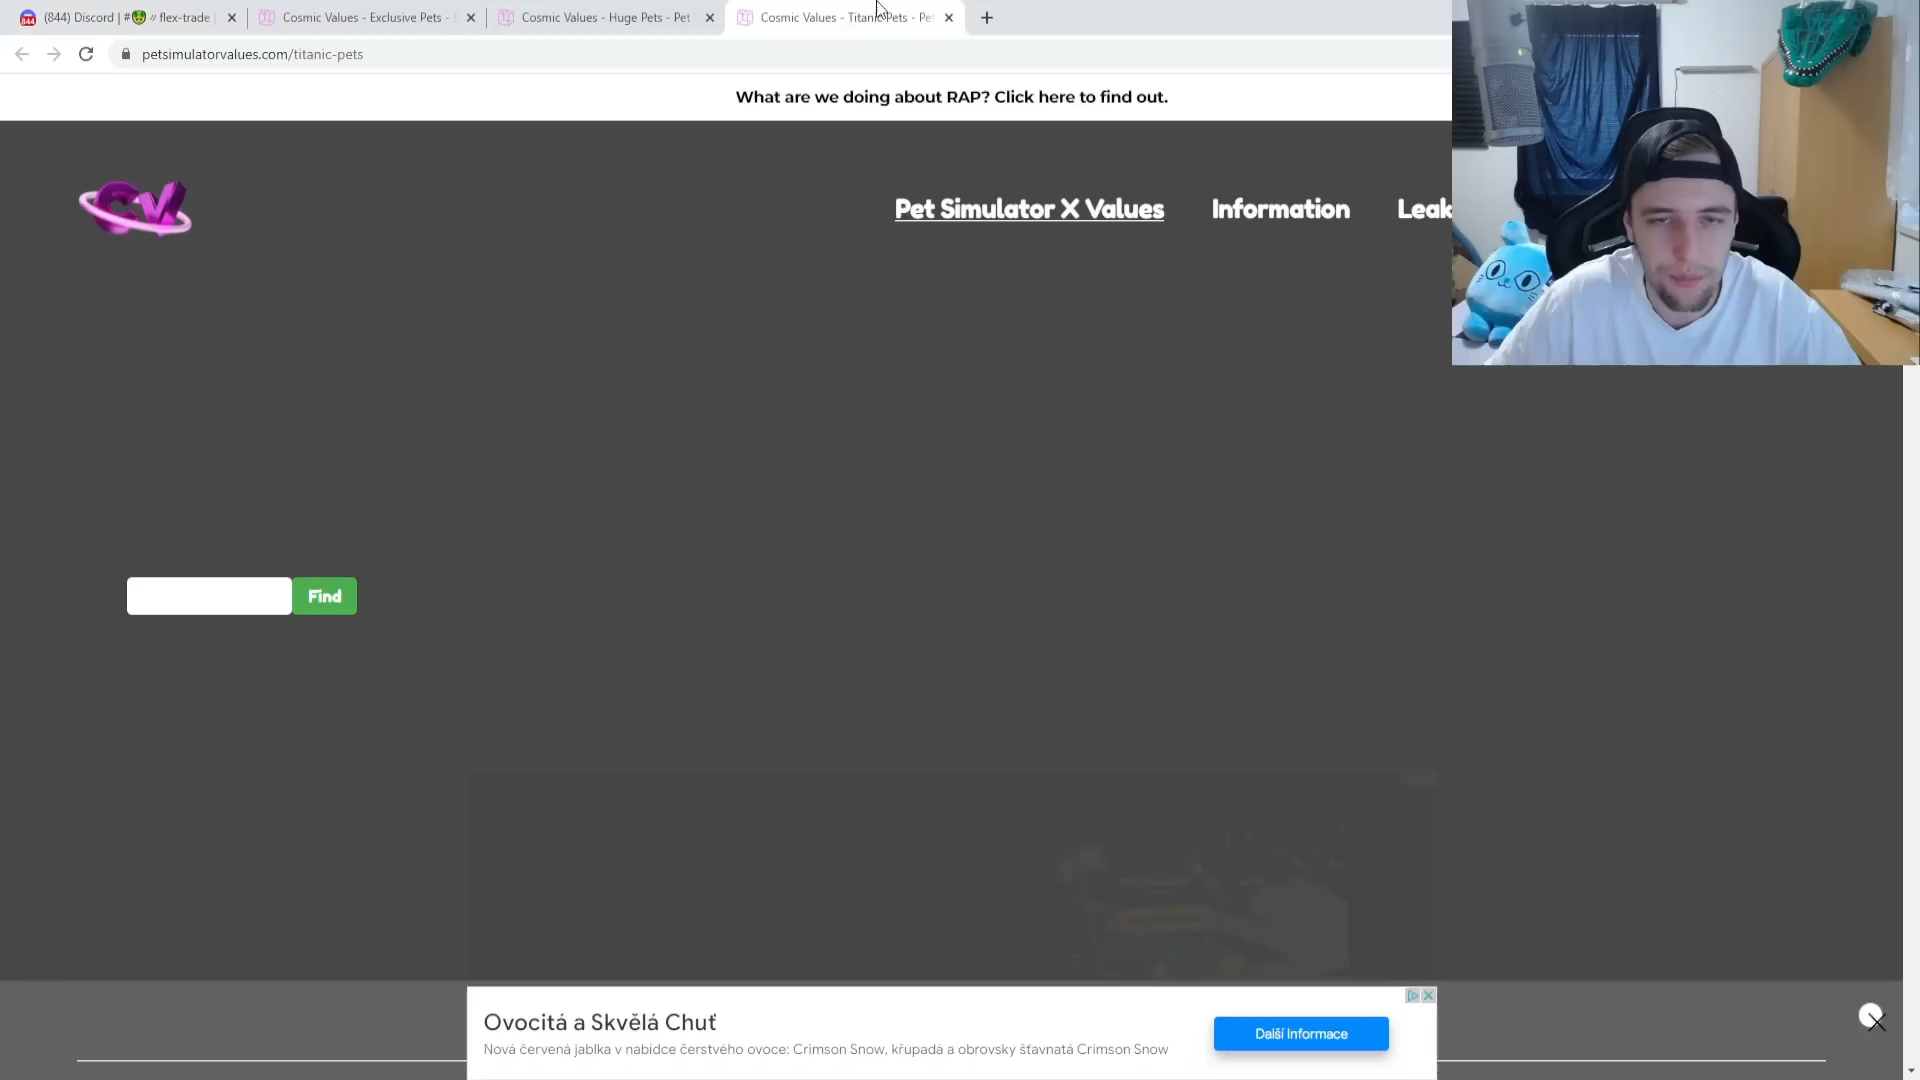 (844) Discord | # // flex-trade
Cosmic Values - Exclusive Pets -
Cosmic Values - Huge Pets - Pet
Cosmic Values - Titanic Pets - Pet
petsimulatorvalues.com/titanic-pets
What are we doing about RAP? Click here to find out.
CV
Pet Simulator X Values
Information
Leak
Find
Ovocitá a Skvělá Chuť
Nová červená jablka v nabídce čerstvého ovoce: Crimson Snow, křupadá a obrovsky šťavnatá Crimson Snow
Další Informace